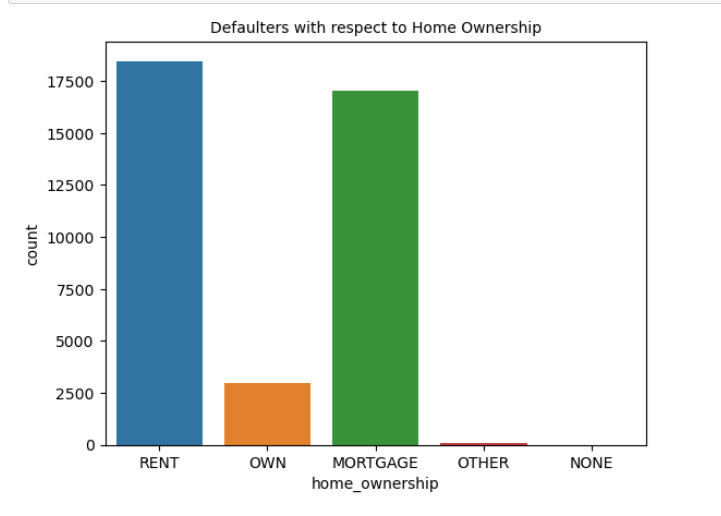 Defaulters with respect to Home Ownership
17500
15000
12500
10000
7500
5000
2500
0
count
RENT OWN MORTGAGE OTHER NONE
home_ownership